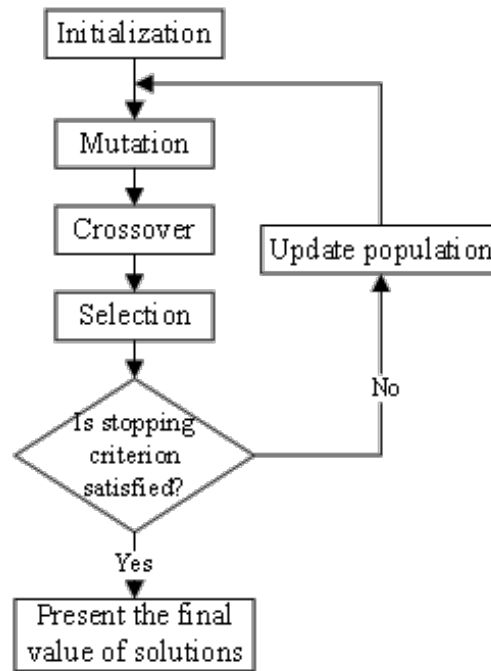 Initialization
Mutation
Crossover
Update population
Selection
No
Is stopping
criterion
satisfied?
Yes
Present the final
value of solutions